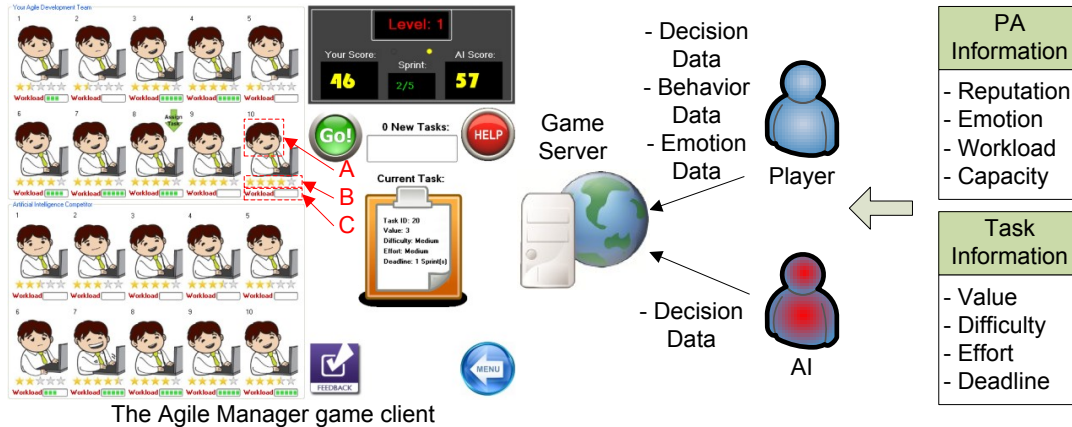 Your Agile Development Team
1 2 3 4 5
Workload Workload Workload Workload Workload
6 7 8 9 10
Assign
Task
Workload Workload Workload Workload Workload
A
B
C
Artificial Intelligence Competitor
1 2 3 4 5
Workload Workload Workload Workload Workload
6 7 8 9 10
Workload Workload Workload Workload Workload
Level: 1
Your Score: Sprint: AI Score:
46 2/5 57
Go!
0 New Tasks:
HELP
Current Task:
Task ID: 20
Value: 3
Difficulty: Medium
Effort: Medium
Deadline: 1 Sprint(s)
FEEDBACK
MENU
The Agile Manager game client
Game
Server
- Decision
Data
- Behavior
Data
- Emotion
Data
Player
- Decision
Data
AI
PA
Information
- Reputation
- Emotion
- Workload
- Capacity
Task
Information
- Value
- Difficulty
- Effort
- Deadline